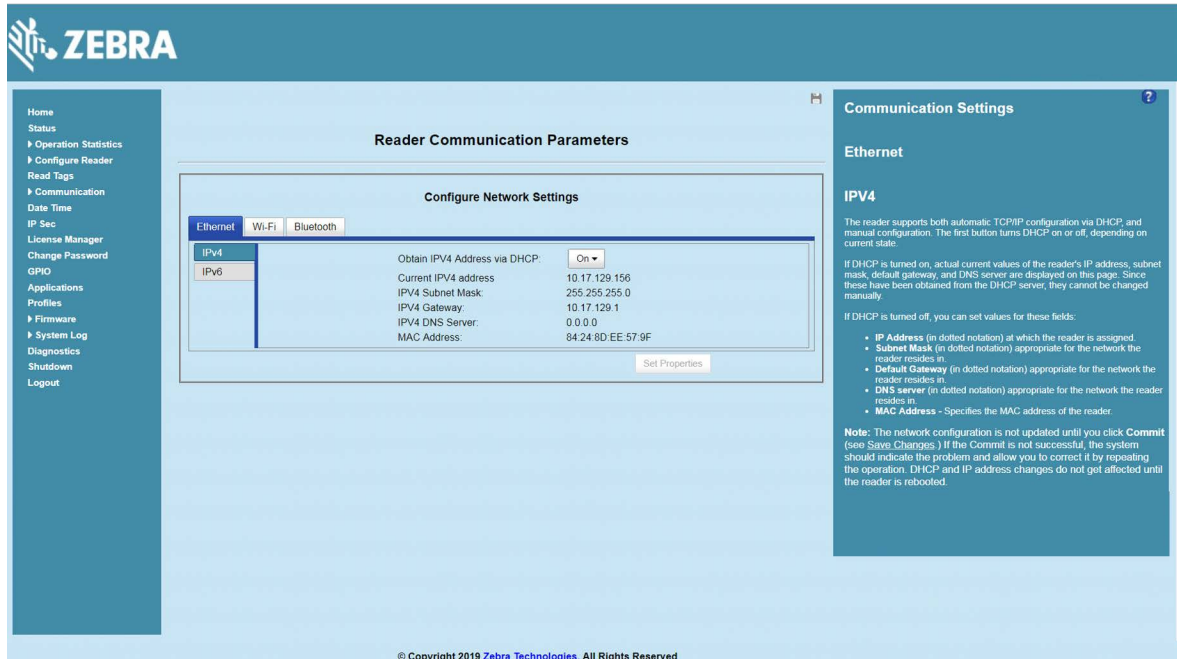 ZEBRA
Home
Status
Operation Statistics
Configure Reader
Read Tags
Communication
Date Time
IP Sec
License Manager
Change Password
GPIO
Applications
Profiles
Firmware
System Log
Diagnostics
Shutdown
Logout
Reader Communication Parameters
Configure Network Settings
Ethernet Wi-Fi Bluetooth
IPv4
IPv6
Obtain IPV4 Address via DHCP: On
Current IPV4 address 10.17.129.156
IPV4 Subnet Mask: 255.255.255.0
IPV4 Gateway: 10.17.129.1
IPV4 DNS Server: 0.0.0.0
MAC Address: 84:24:8D:EE:57:9F
Set Properties
?
Communication Settings
Ethernet
IPV4
The reader supports both automatic TCP/IP configuration via DHCP, and
manual configuration. The first button turns DHCP on or off, depending on
current state.
If DHCP is turned on, actual current values of the reader's IP address, subnet
mask, default gateway, and DNS server are displayed on this page. Since
these have been obtained from the DHCP server, they cannot be changed
manually.
If DHCP is turned off, you can set values for these fields:
• IP Address (in dotted notation) at which the reader is assigned.
• Subnet Mask (in dotted notation) appropriate for the network the
reader resides in.
• Default Gateway (in dotted notation) appropriate for the network the
reader resides in.
• DNS server (in dotted notation) appropriate for the network the reader
resides in.
• MAC Address - Specifies the MAC address of the reader.
Note: The network configuration is not updated until you click Commit
(see Save Changes.) If the Commit is not successful, the system
should indicate the problem and allow you to correct it by repeating
the operation. DHCP and IP address changes do not get affected until
the reader is rebooted.
© Copyright 2019 Zebra Technologies. All Rights Reserved